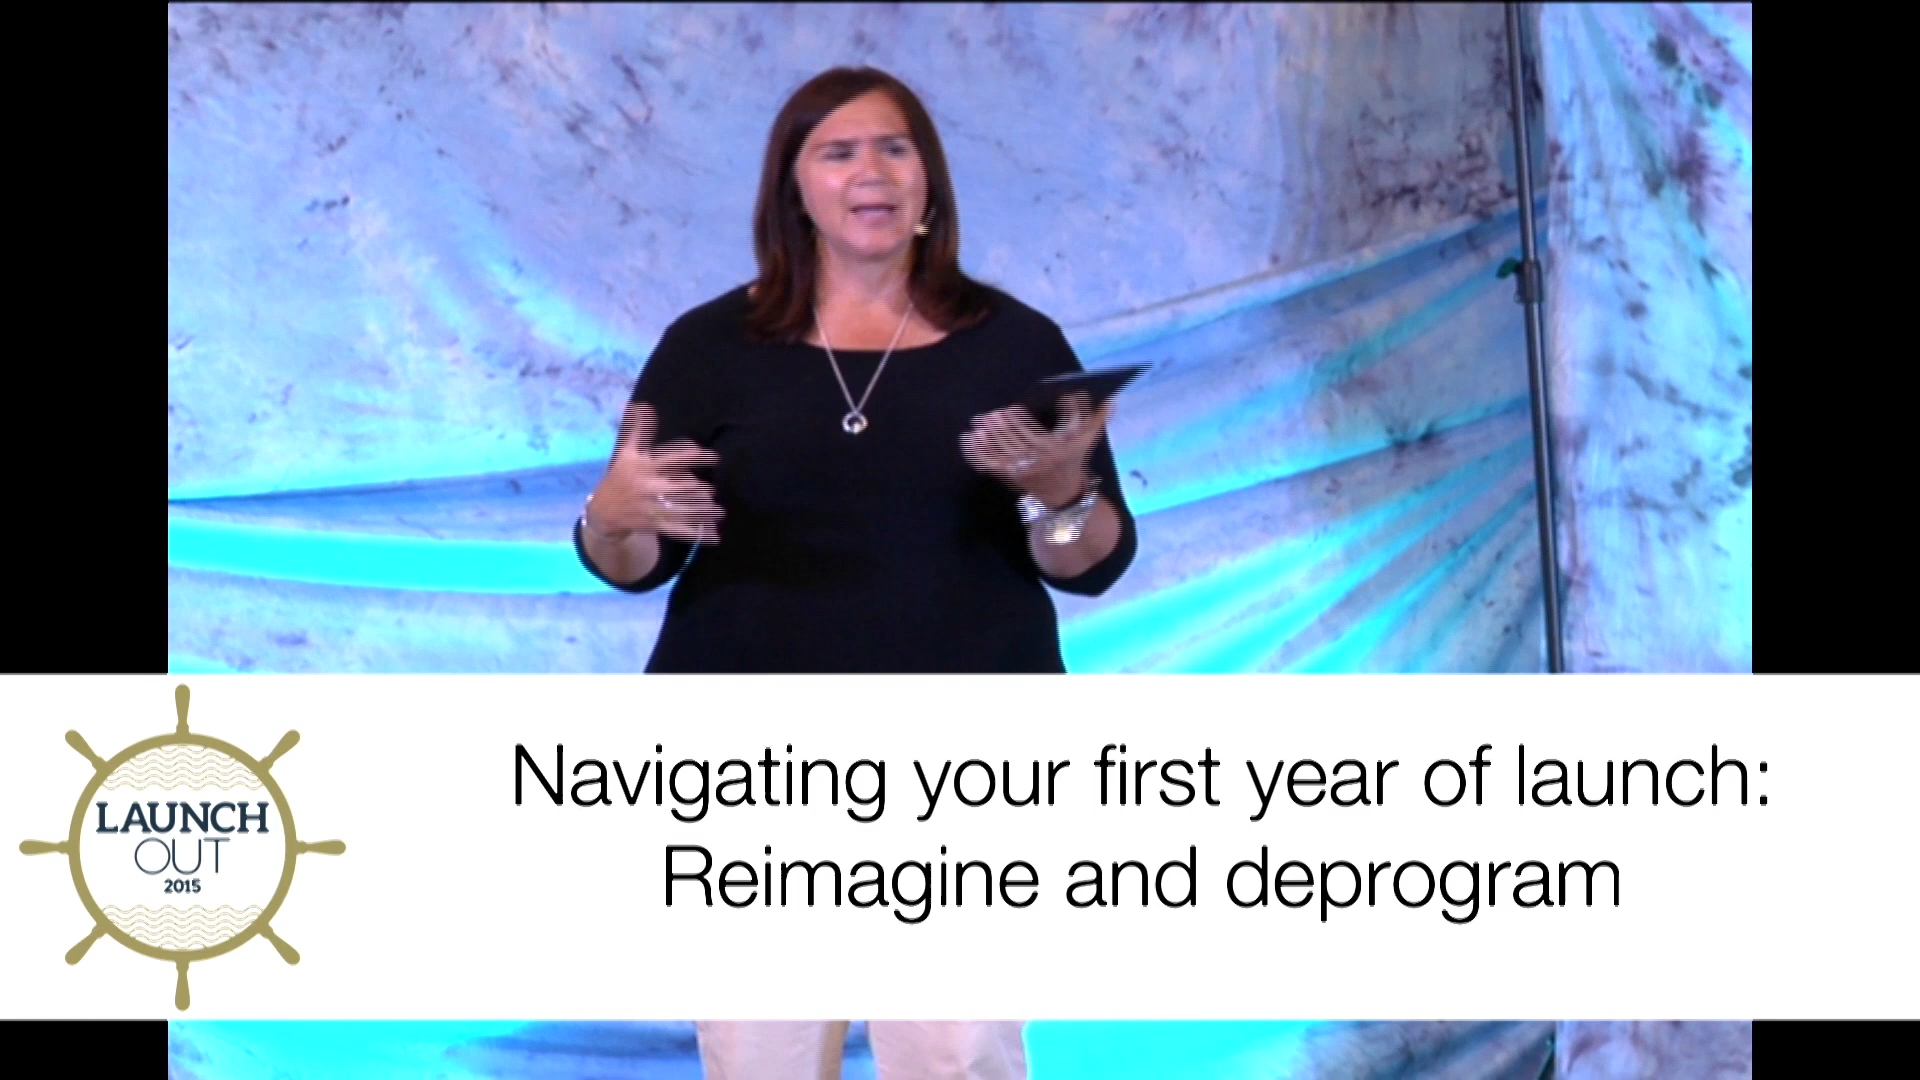 LAUNCH
OUT
2015
Navigating your first year of launch:
Reimagine and deprogram